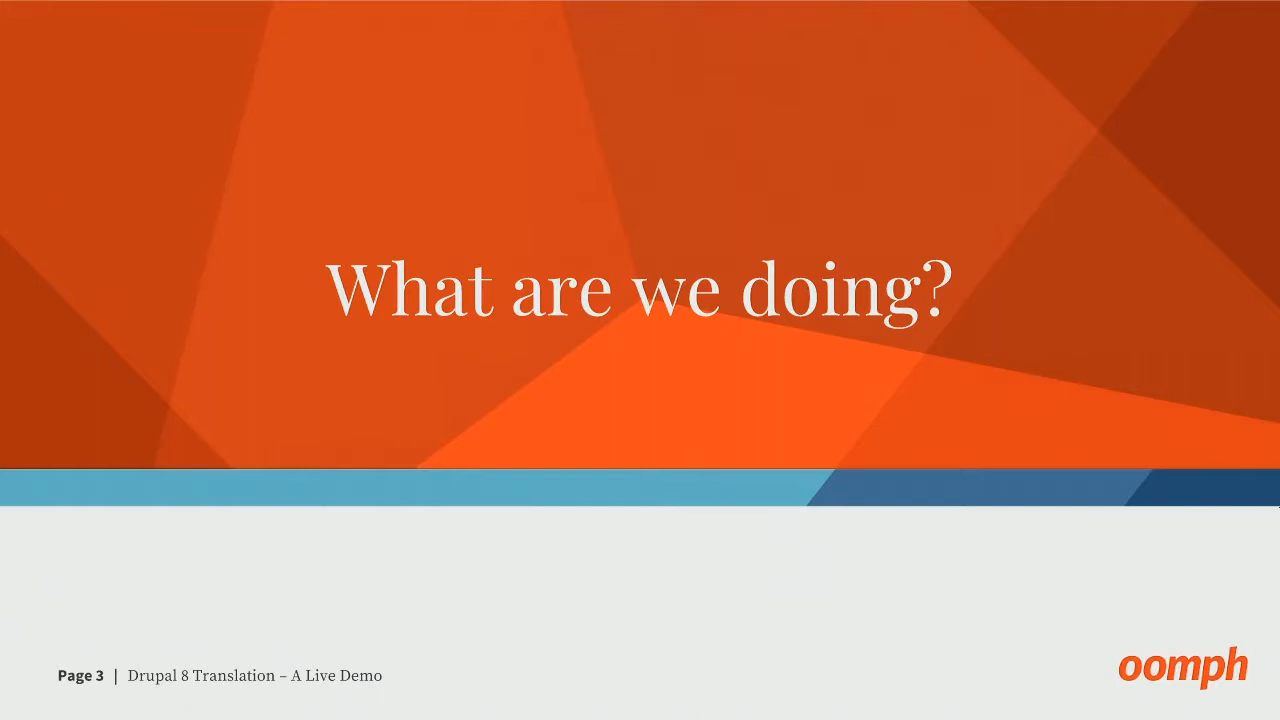 What are we doing?
Page 3 | Drupal 8 Translation – A Live Demo
oomph